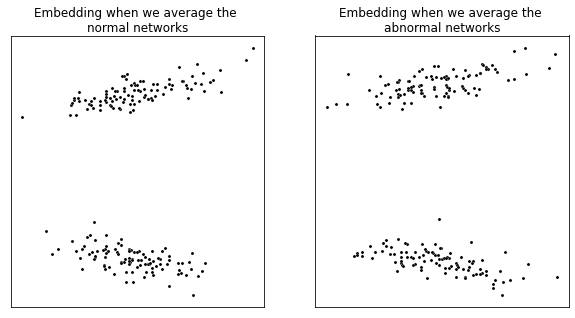 Embedding when we average the
normal networks
Embedding when we average the
abnormal networks